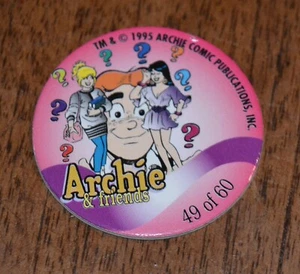 TM & © 1995 ARCHIE COMIC PUBLICATIONS, INC.
Archie
& friends
49 of 60